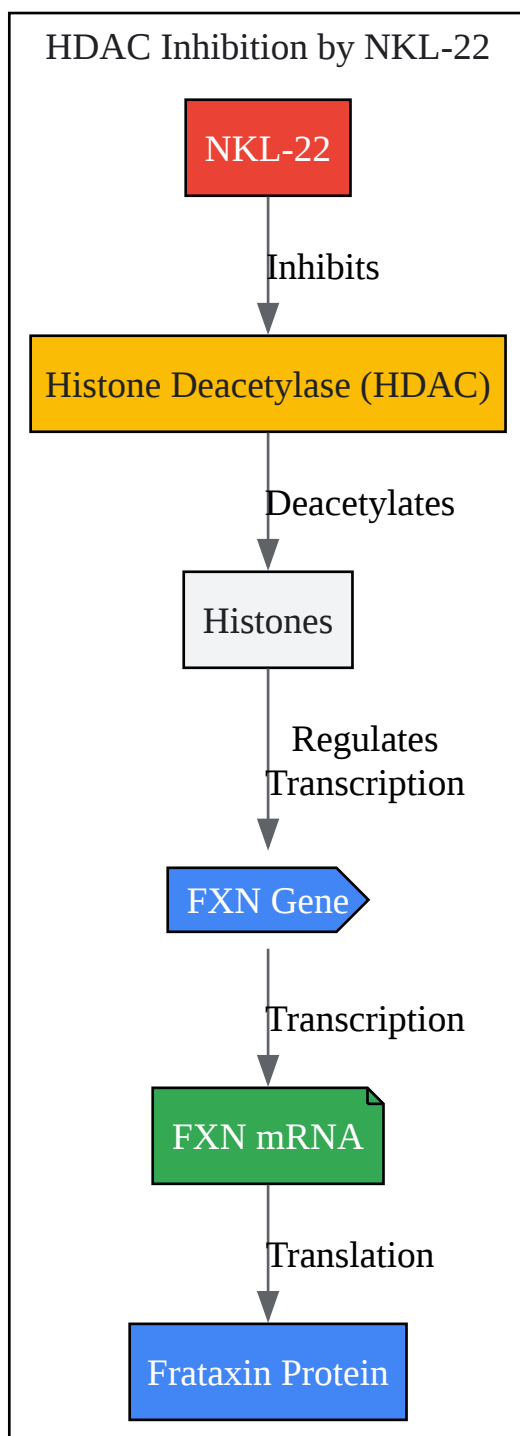 HDAC Inhibition by NKL-22
NKL-22
Inhibits
Histone Deacetylase (HDAC)
Deacetylates
Histones
Regulates
Transcription
FXN Gene
Transcription
FXN mRNA
Translation
Frataxin Protein